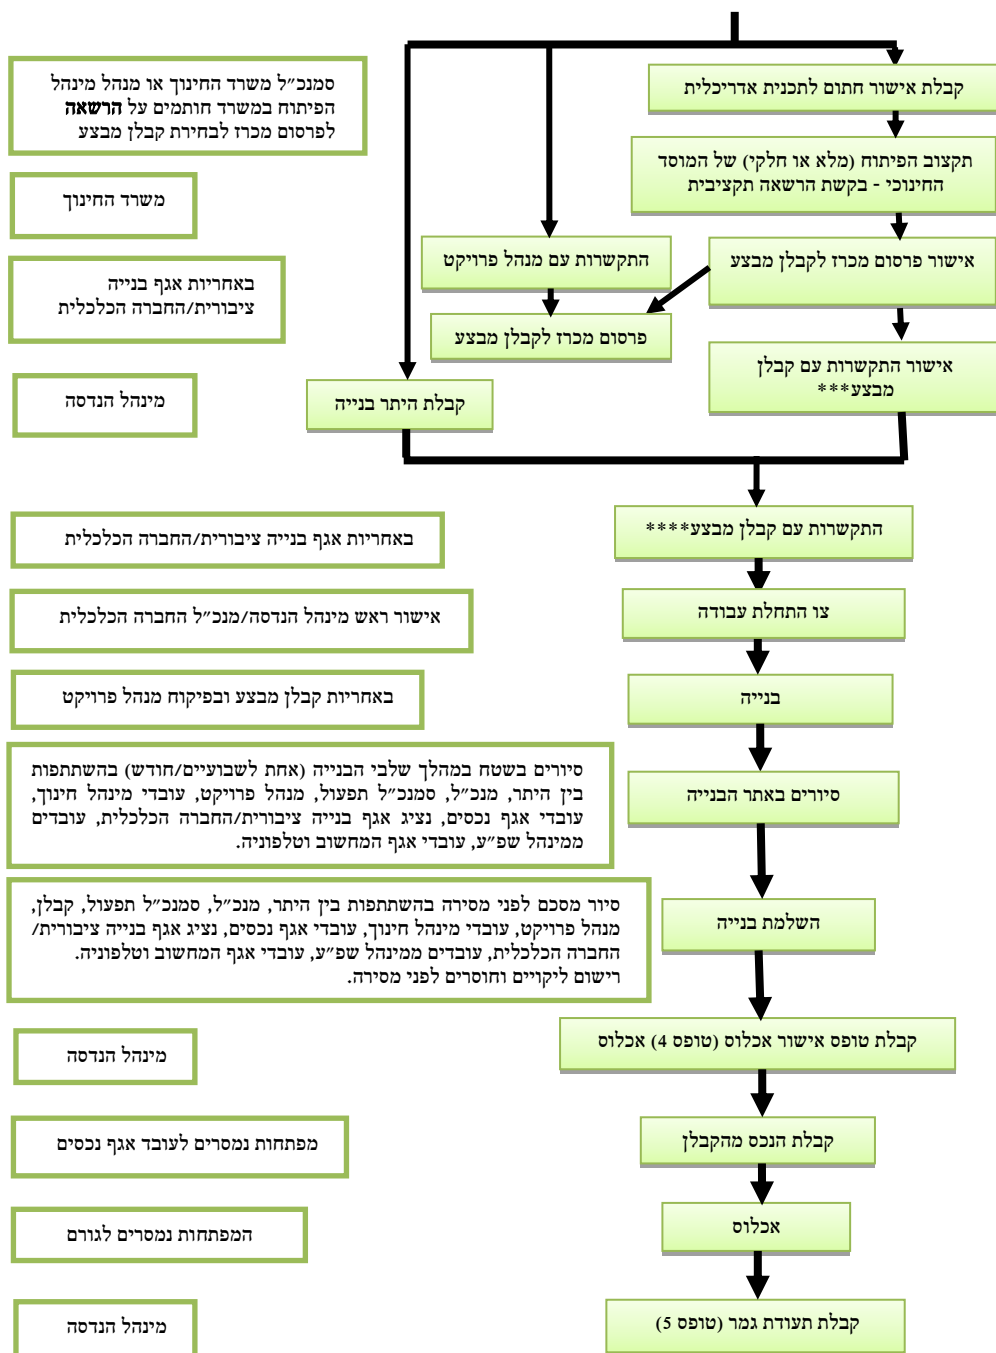 קבלת אישור חתום לתכנית אדריכלית
תקצוב הפיתוח (מלא או חלקי) של המוסד
החינוכי - בקשת הרשאה תקציבית
אישור פרסום מכרז לקבלן מבצע
התקשרות עם מנהל פרויקט
פרסום מכרז לקבלן מבצע
אישור התקשרות עם קבלן
מבצע***
קבלת היתר בנייה
סמנכ״ל משרד החינוך או מנהל מינהל
הפיתוח במשרד חותמים על הרשאה
לפרסום מכרז לבחירת קבלן מבצע
משרד החינוך
באחריות אגף בנייה
ציבורית/החברה הכלכלית
מינהל הנדסה
התקשרות עם קבלן מבצע****
באחריות אגף בנייה ציבורית/החברה הכלכלית
צו התחלת עבודה
אישור ראש מינהל הנדסה/מנכ״ל החברה הכלכלית
בנייה
באחריות קבלן מבצע ובפיקוח מנהל פרויקט
סיורים באתר הבנייה
סיורים בשטח במהלך שלבי הבנייה (אחת לשבועיים/חודש) בהשתתפות
בין היתר, מנכ״ל, סמנכ״ל תפעול, מנהל פרויקט, עובדי מינהל חינוך,
עובדי אגף נכסים, נציג אגף בנייה ציבורית/החברה הכלכלית, עובדים
ממינהל שפ״ע, עובדי אגף המחשוב וטלפוניה.
השלמת בנייה
סיור מסכם לפני מסירה בהשתתפות בין היתר, מנכ״ל, סמנכ״ל תפעול, קבלן,
מנהל פרויקט, עובדי מינהל חינוך, עובדי אגף נכסים, נציג אגף בנייה ציבורית/
החברה הכלכלית, עובדים ממינהל שפ״ע, עובדי אגף המחשוב וטלפוניה.
רישום ליקויים וחוסרים לפני מסירה.
קבלת טופס אישור אכלוס (טופס 4) אכלוס
מינהל הנדסה
קבלת הנכס מהקבלן
מפתחות נמסרים לעובד אגף נכסים
אכלוס
המפתחות נמסרים לגורם
קבלת תעודת גמר (טופס 5)
מינהל הנדסה